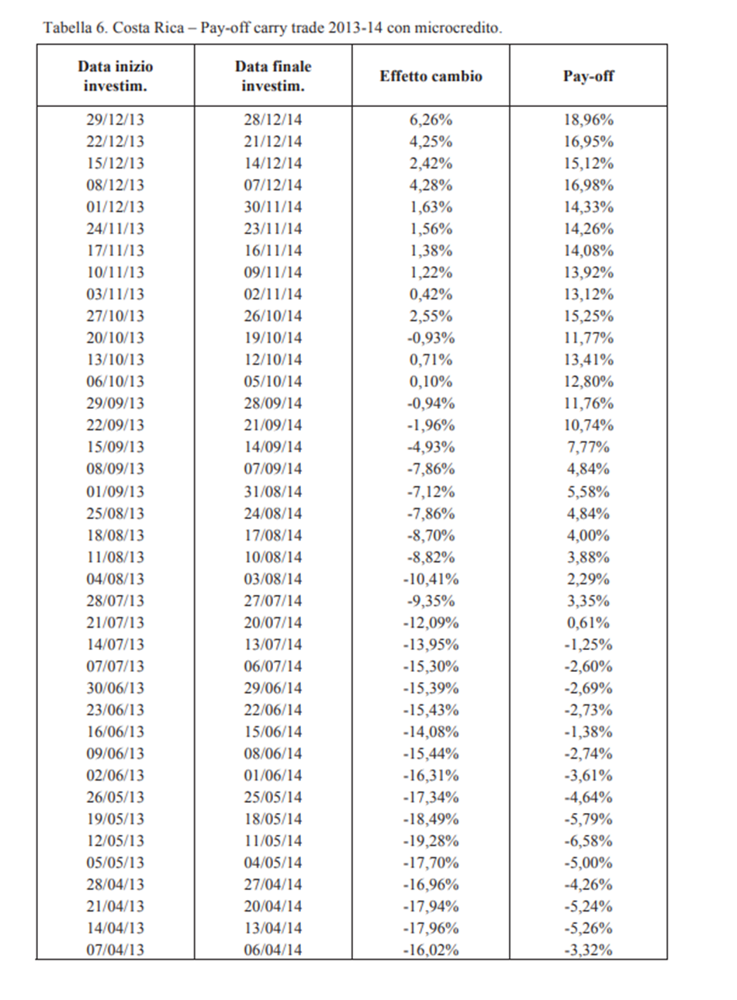 Tabella 6. Costa Rica – Pay-off carry trade 2013-14 con microcredito.
Data inizio investim. Data finale investim. Effetto cambio Pay-off
29/12/13 28/12/14 6,26% 18,96%
22/12/13 21/12/14 4,25% 16,95%
15/12/13 14/12/14 2,42% 15,12%
08/12/13 07/12/14 4,28% 16,98%
01/12/13 30/11/14 1,63% 14,33%
24/11/13 23/11/14 1,56% 14,26%
17/11/13 16/11/14 1,38% 14,08%
10/11/13 09/11/14 1,22% 13,92%
03/11/13 02/11/14 0,42% 13,12%
27/10/13 26/10/14 2,55% 15,25%
20/10/13 19/10/14 -0,93% 11,77%
13/10/13 12/10/14 0,71% 13,41%
06/10/13 05/10/14 0,10% 12,80%
29/09/13 28/09/14 -0,94% 11,76%
22/09/13 21/09/14 -1,96% 10,74%
15/09/13 14/09/14 -4,93% 7,77%
08/09/13 07/09/14 -7,86% 4,84%
01/09/13 31/08/14 -7,12% 5,58%
25/08/13 24/08/14 -7,86% 4,84%
18/08/13 17/08/14 -8,70% 4,00%
11/08/13 10/08/14 -8,82% 3,88%
04/08/13 03/08/14 -10,41% 2,29%
28/07/13 27/07/14 -9,35% 3,35%
21/07/13 20/07/14 -12,09% 0,61%
14/07/13 13/07/14 -13,95% -1,25%
07/07/13 06/07/14 -15,30% -2,60%
30/06/13 29/06/14 -15,39% -2,69%
23/06/13 22/06/14 -15,43% -2,73%
16/06/13 15/06/14 -14,08% -1,38%
09/06/13 08/06/14 -15,44% -2,74%
02/06/13 01/06/14 -16,31% -3,61%
26/05/13 25/05/14 -17,34% -4,64%
19/05/13 18/05/14 -18,49% -5,79%
12/05/13 11/05/14 -19,28% -6,58%
05/05/13 04/05/14 -17,70% -5,00%
28/04/13 27/04/14 -16,96% -4,26%
21/04/13 20/04/14 -17,94% -5,24%
14/04/13 13/04/14 -17,96% -5,26%
07/04/13 06/04/14 -16,02% -3,32%